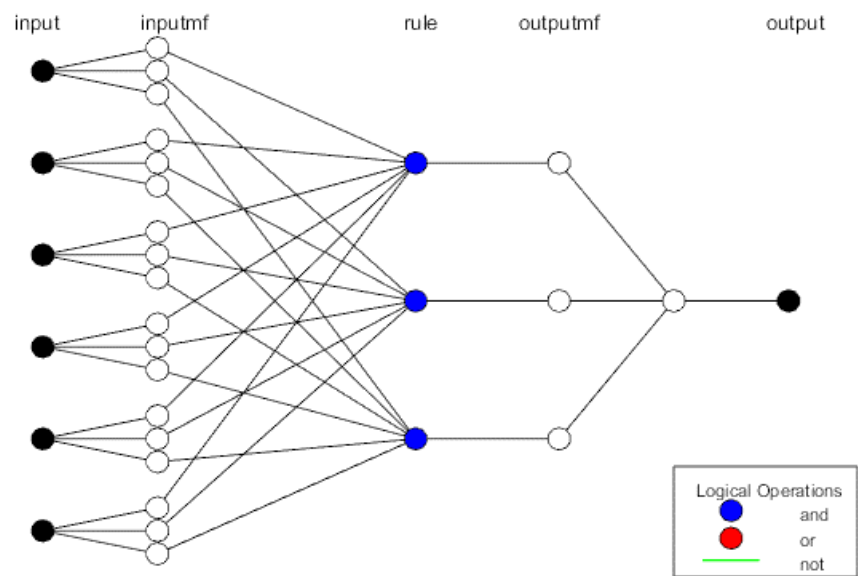 input inputmf rule outputmf output
Logical Operations
and
or
not